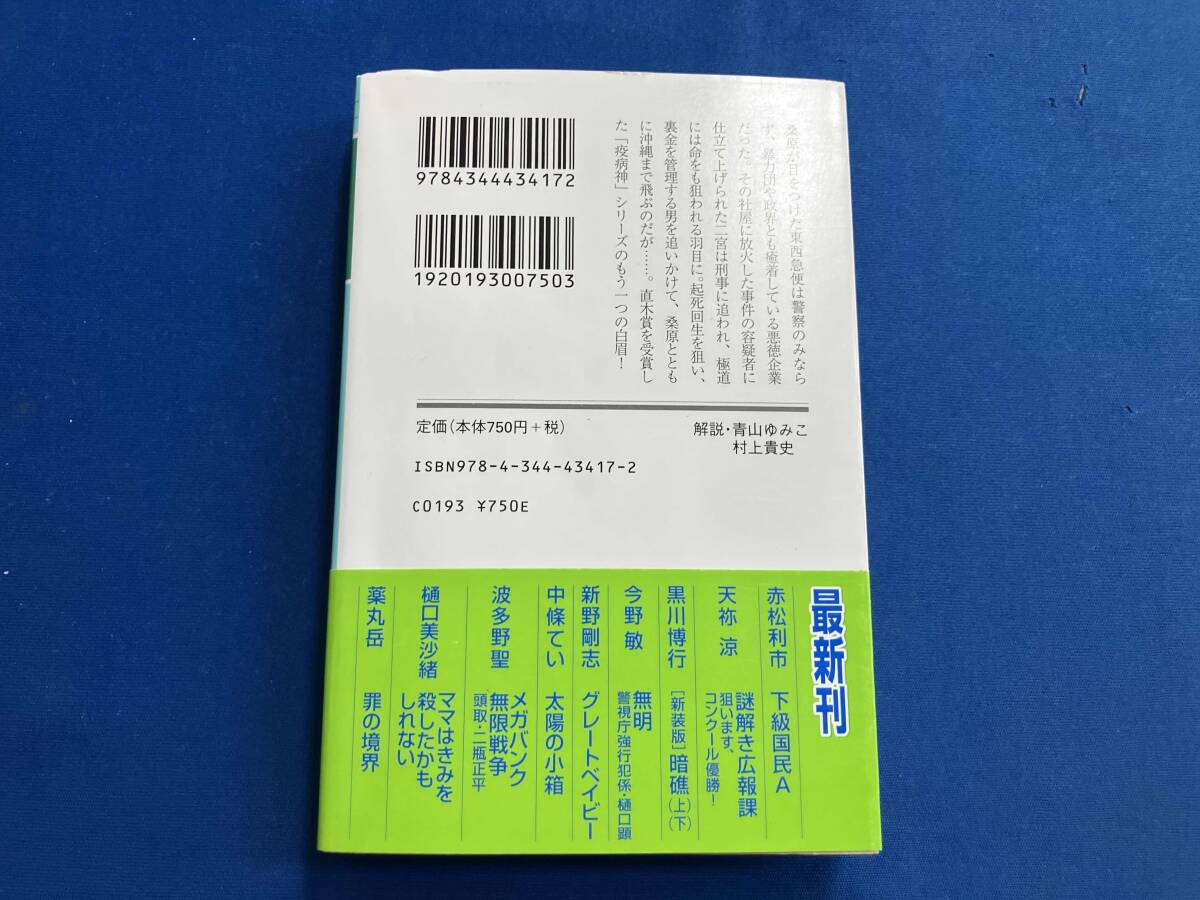 9784344434172
1920193007503
桑原が目をつけた東西急便は警察のみなら
ず、暴力団や政界とも癒着している悪徳企業
だった。その社屋に放火した事件の容疑者に
仕立て上げられた二宮は刑事に追われ、極道
には命をも狙われる羽目に。起死回生を狙い、
裏金を管理する男を追いかけて、桑原ととも
に沖縄まで飛ぶのだが……。直木賞を受賞し
た「疫病神」シリーズのもう一つの白眉！
定価（本体750円＋税）
解説・青山ゆみこ
村上貴史
ISBN978-4-344-43417-2
C0193 ¥750E
最新刊
赤松利市 下級国民A
天祢 涼 謎解き広報課
狙います、
コンクール優勝！
黒川博行 ［新装版］暗礁（上）（下）
今野 敏 無明
警視庁強行犯係・樋口顕
新野剛志 グレートベイビー
中條てい 太陽の小箱
波多野聖 メガバンク
無限戦争
頭取・二瓶正平
樋口美沙緒 ママはきみを
殺したかも
しれない
薬丸岳 罪の境界